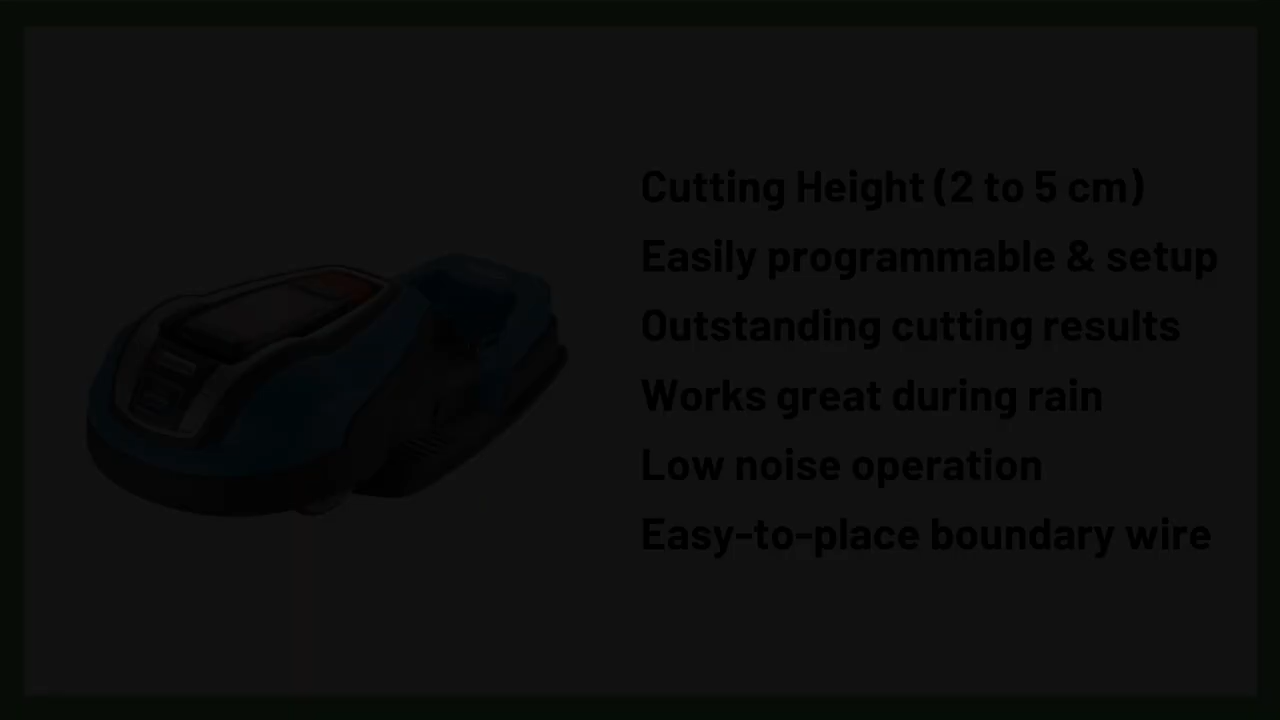 Cutting Height (2 to 5 cm)
Easily programmable & setup
Outstanding cutting results
Works great during rain
Low noise operation
Easy-to-place boundary wire